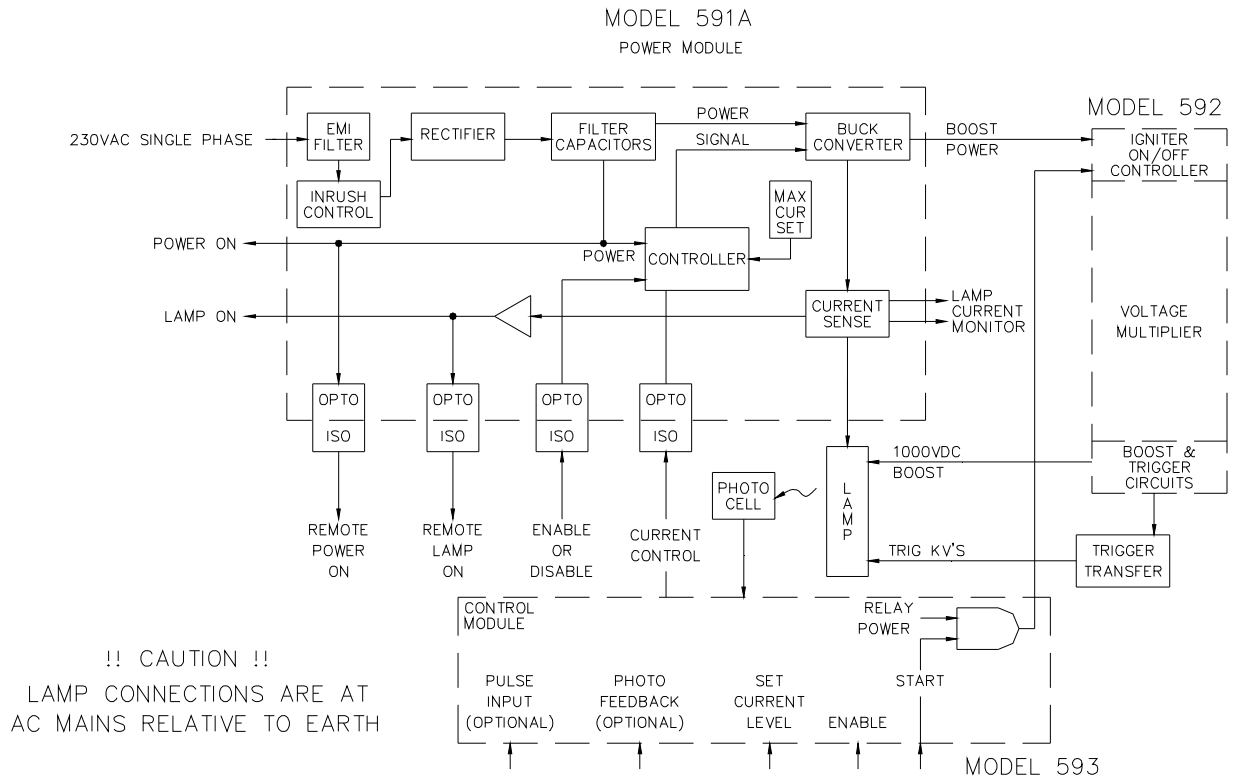 MODEL 591A
POWER MODULE
230VAC SINGLE PHASE
EMI
FILTER
RECTIFIER
FILTER
CAPACITORS
POWER
SIGNAL
BUCK
CONVERTER
BOOST
POWER
MODEL 592
IGNITER
ON/OFF
CONTROLLER
INRUSH
CONTROL
MAX
CUR
SET
POWER ON
POWER
CONTROLLER
LAMP ON
CURRENT
SENSE
LAMP
CURRENT
MONITOR
VOLTAGE
MULTIPLIER
OPTO
ISO
OPTO
ISO
OPTO
ISO
OPTO
ISO
1000VDC
BOOST
BOOST &
TRIGGER
CIRCUITS
PHOTO
CELL
LAMP
REMOTE
POWER
ON
REMOTE
LAMP
ON
ENABLE
OR
DISABLE
CURRENT
CONTROL
TRIG KV'S
TRIGGER
TRANSFER
CONTROL
MODULE
RELAY
POWER
!! CAUTION !!
LAMP CONNECTIONS ARE AT
AC MAINS RELATIVE TO EARTH
PULSE
INPUT
(OPTIONAL)
PHOTO
FEEDBACK
(OPTIONAL)
SET
CURRENT
LEVEL
ENABLE
START
MODEL 593